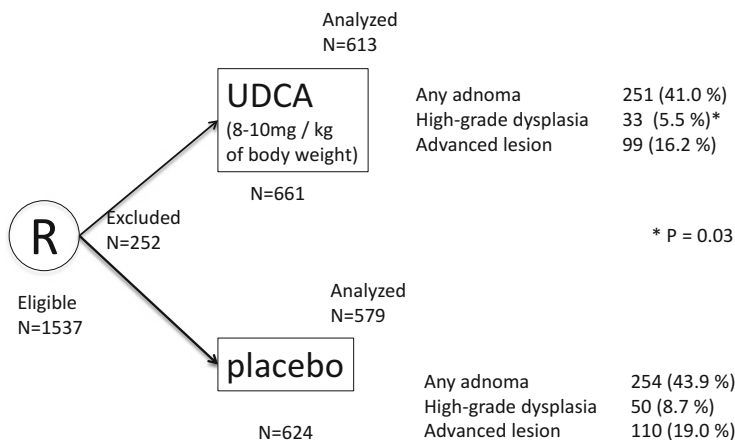 Analyzed
N=613
UDCA
(8-10mg / kg
of body weight)
N=661
Any adnoma 251 (41.0 %)
High-grade dysplasia 33 (5.5 %)*
Advanced lesion 99 (16.2 %)
R
Excluded
N=252
* P = 0.03
Eligible
N=1537
Analyzed
N=579
placebo
N=624
Any adnoma 254 (43.9 %)
High-grade dysplasia 50 (8.7 %)
Advanced lesion 110 (19.0 %)